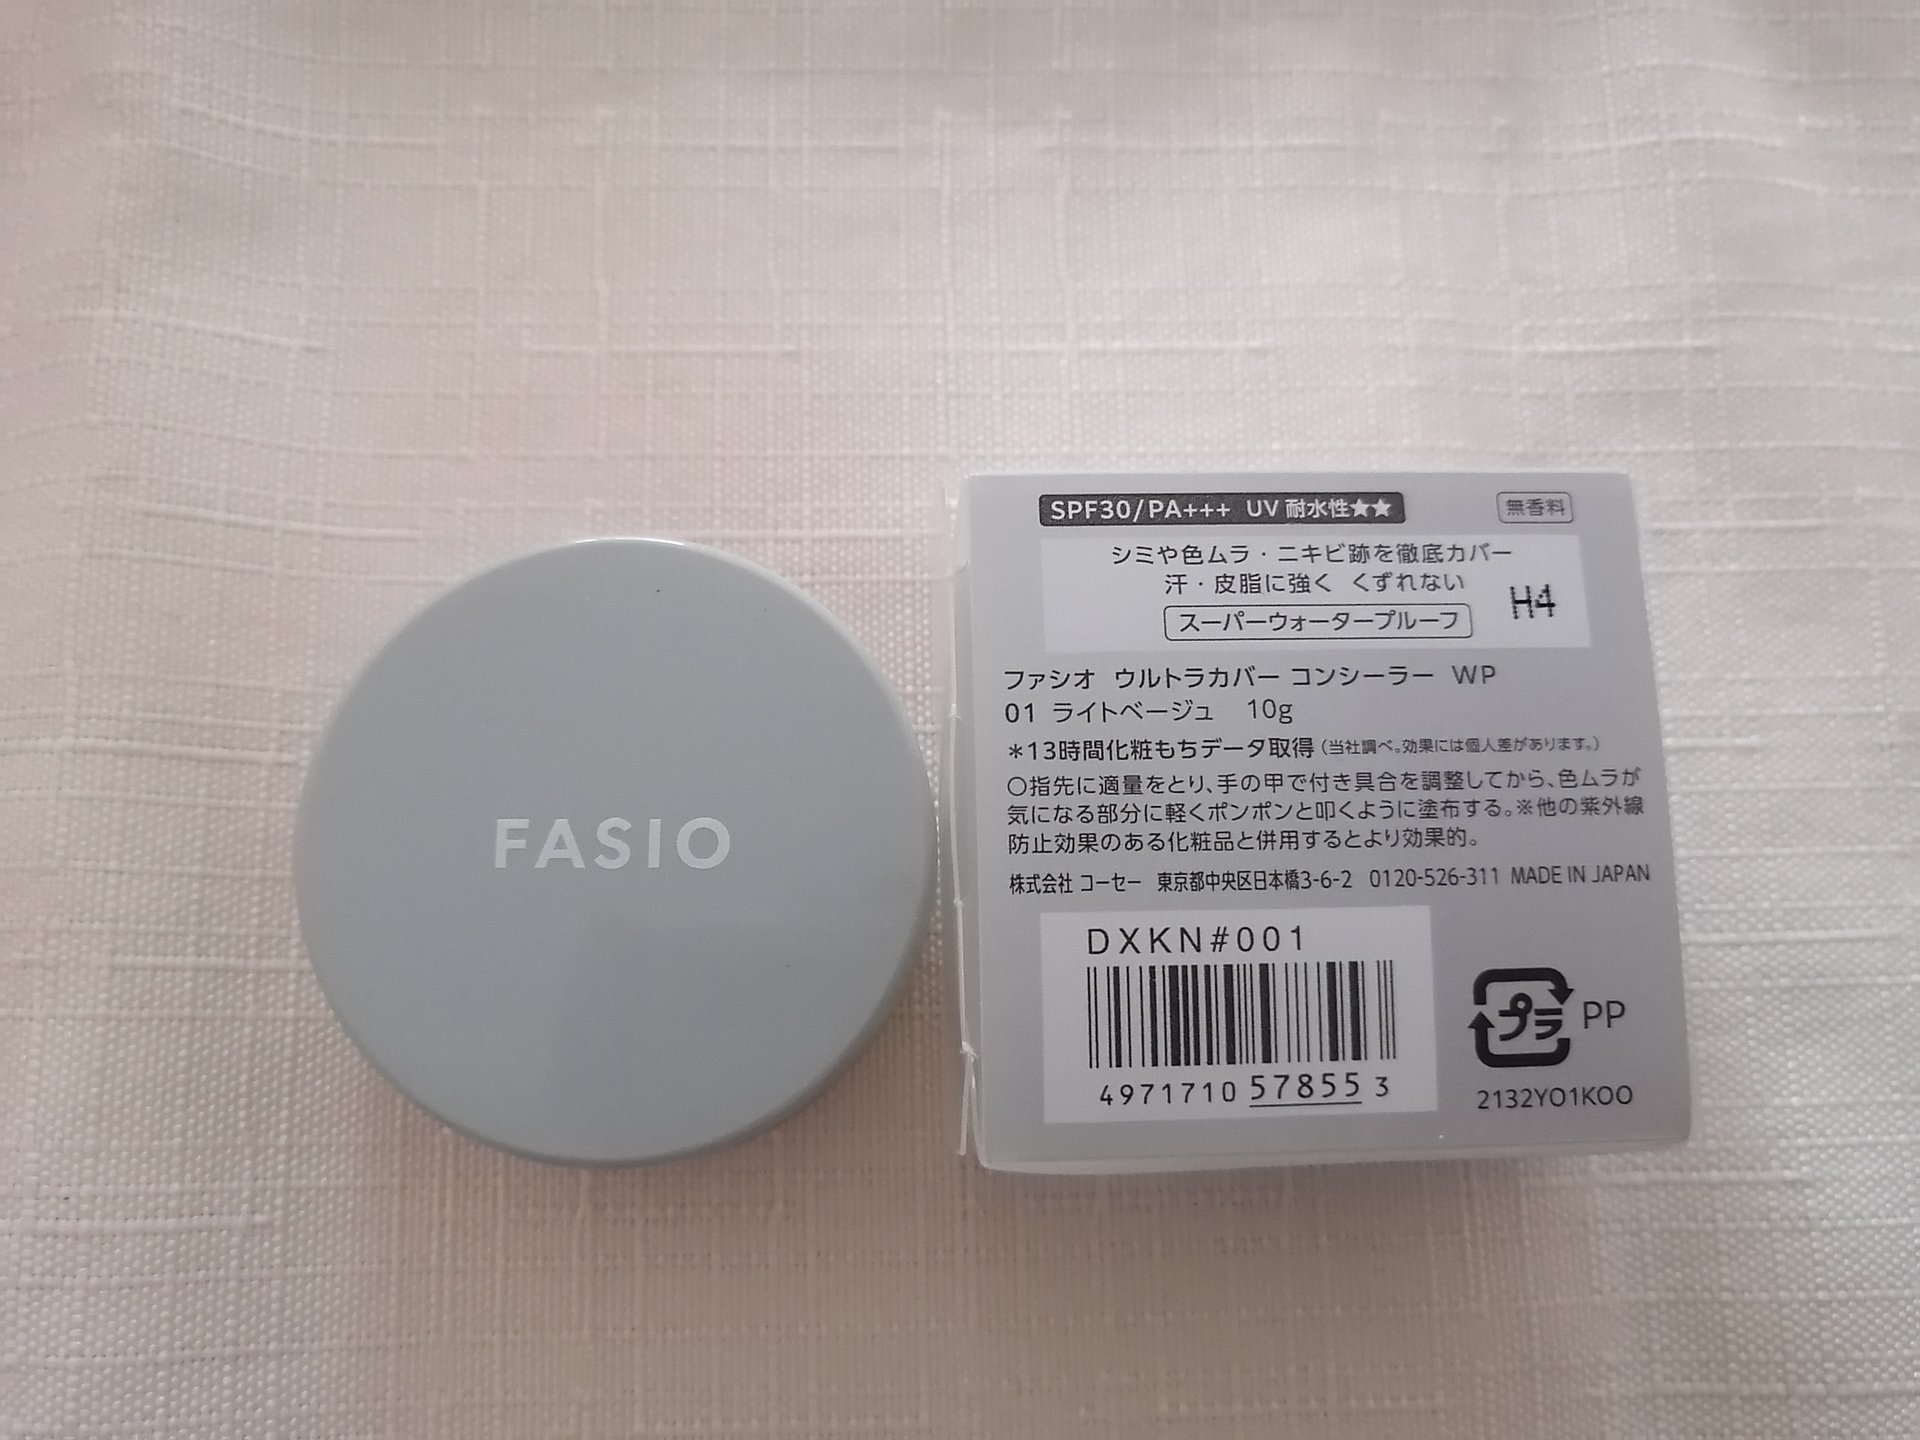 FASIO
SPF30/PA+++ UV 耐水性★★
無香料
シミや色ムラ・ニキビ跡を徹底カバー
汗・皮脂に強く くずれない
スーパーウォータープルーフ
H4
ファシオ ウルトラカバー コンシーラー WP
01 ライトベージュ 10g
*13時間化粧もちデータ取得(当社調べ。効果には個人差があります。)
○指先に適量をとり、手の甲で付き具合を調整してから、色ムラが
気になる部分に軽くポンポンと叩くように塗布する。※他の紫外線
防止効果のある化粧品と併用するとより効果的。
株式会社 コーセー 東京都中央区日本橋3-6-2 0120-526-311 MADE IN JAPAN
DXKN#001
4971710 57855 3
プラ PP
2132Y01K00